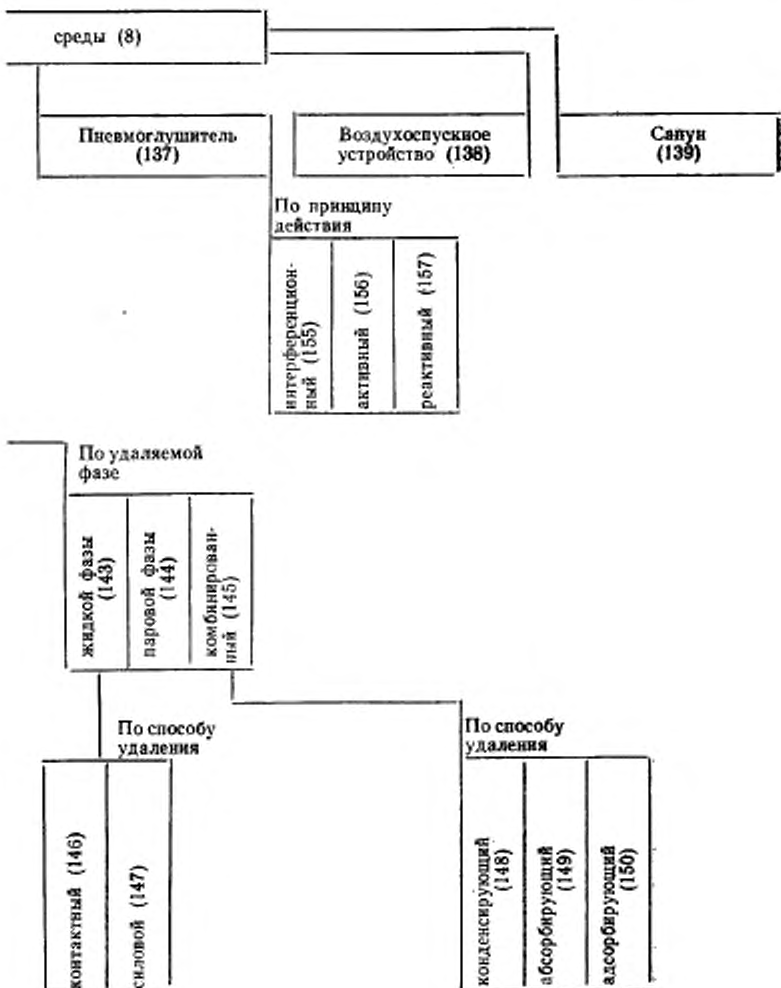 среды (8)
Пневмоглушитель
(137)
Воздухоспускное
устройство (138)
Сапун
(139)
По принципу
действия
интерференцион-
ный (155)
активный (156)
реактивный (157)
По удаляемой
фазе
жидкой фазы
(143)
паровой фазы
(144)
комбинирован-
ный (145)
По способу
удаления
контактный (146)
силовой (147)
По способу
удаления
конденсирующий
(148)
абсорбирующий
(149)
адсорбирующий
(150)